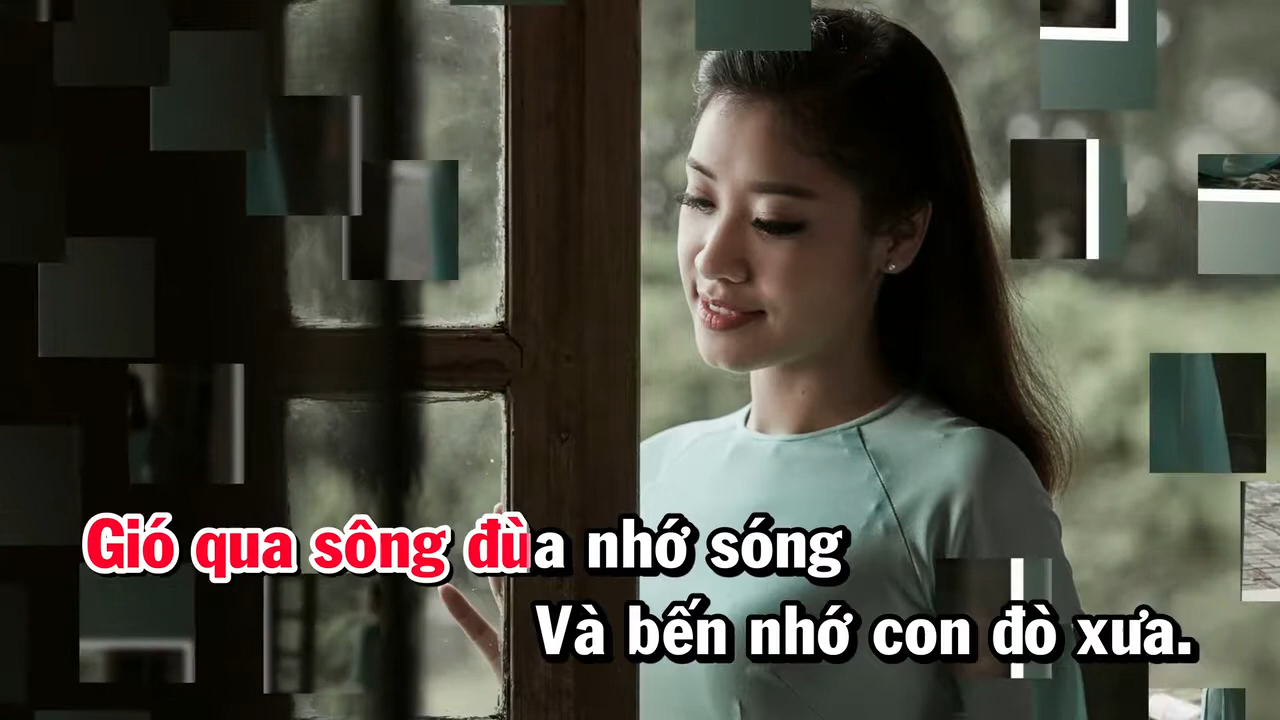 Gió qua sông đùa nhớ sóng
Và bến nhớ con đò xưa.